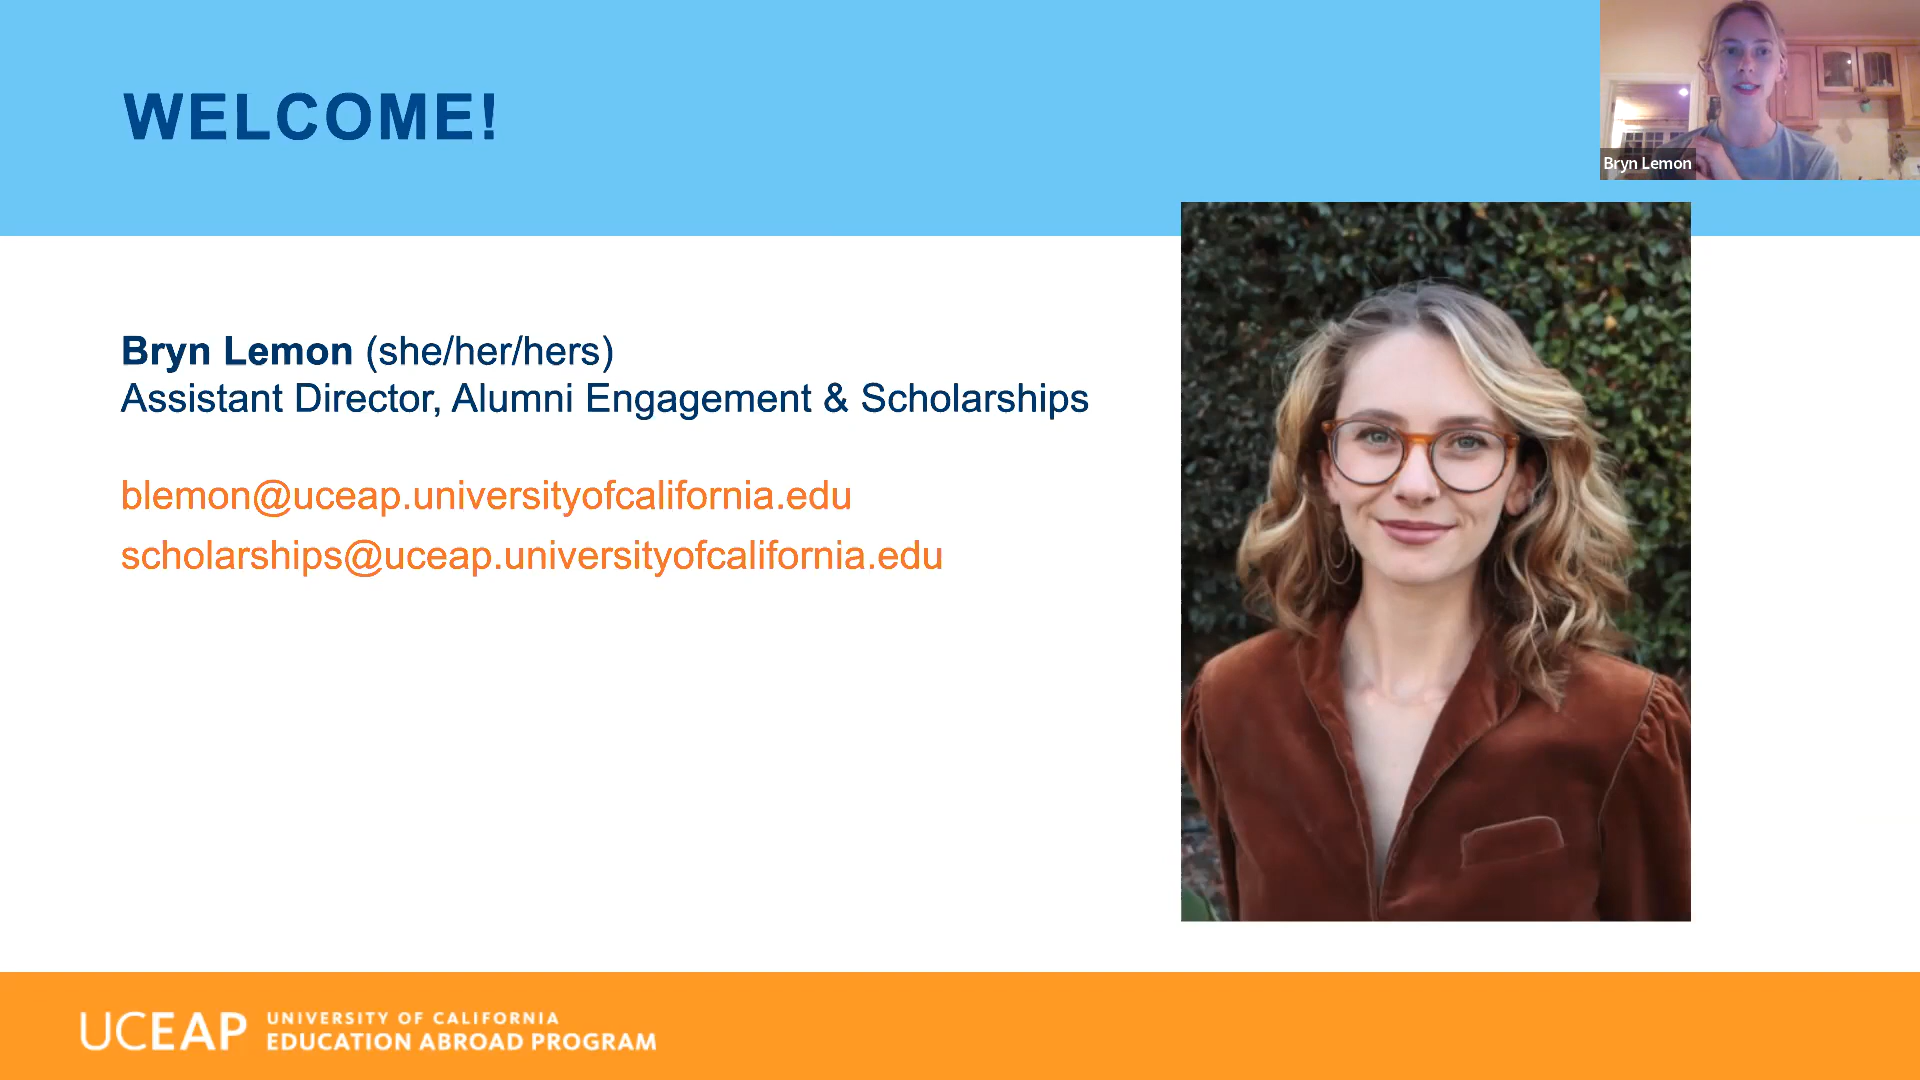 WELCOME!
Bryn Lemon
Bryn Lemon (she/her/hers)
Assistant Director, Alumni Engagement & Scholarships
blemon@uceap.universityofcalifornia.edu
scholarships@uceap.universityofcalifornia.edu
UCEAP
UNIVERSITY OF CALIFORNIA
EDUCATION ABROAD PROGRAM